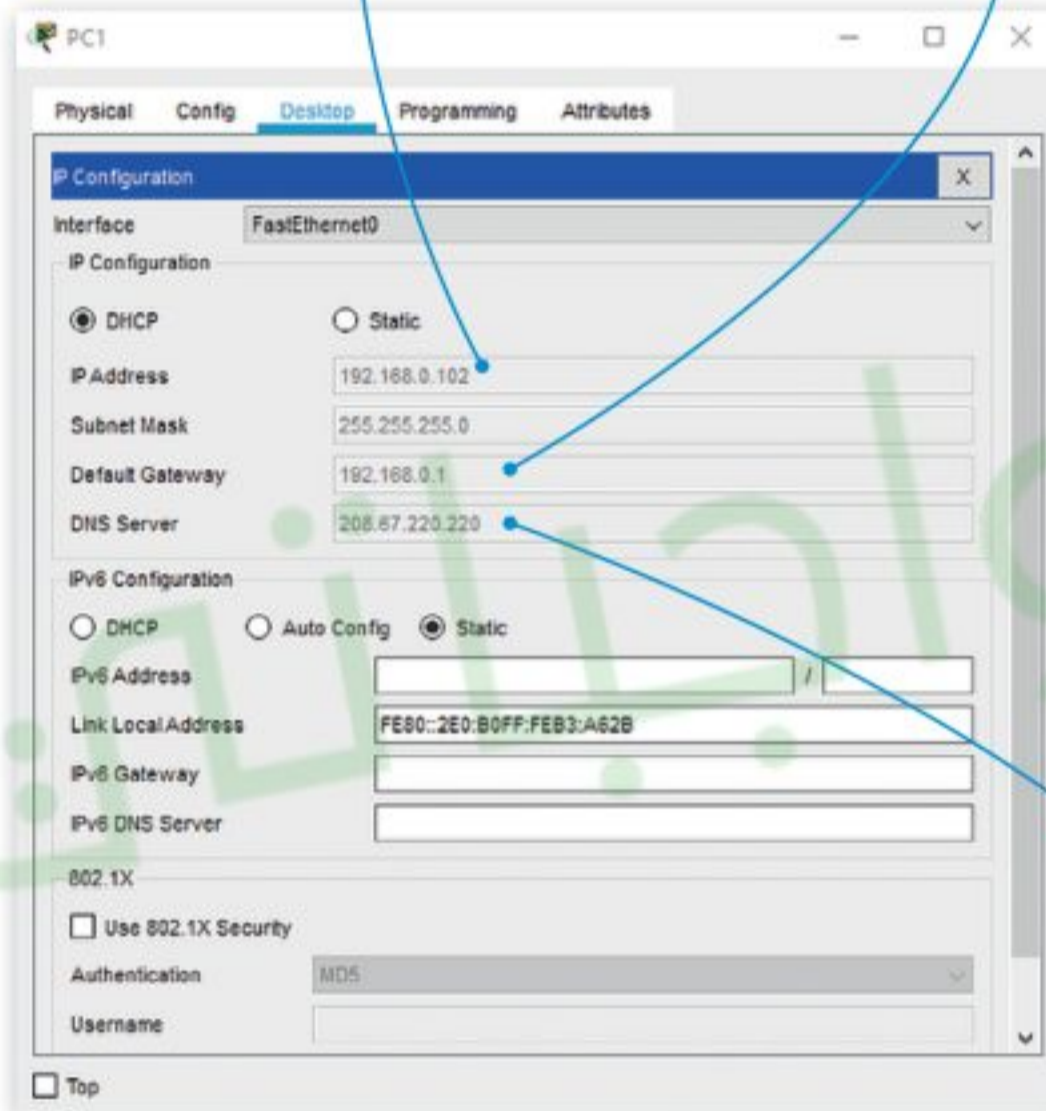 PC1
Physical Config Desktop Programming Attributes
IP Configuration X
Interface FastEthernet0
IP Configuration
DHCP Static
IP Address 192.168.0.102
Subnet Mask 255.255.255.0
Default Gateway 192.168.0.1
DNS Server 208.67.220.220
IPv6 Configuration
DHCP Auto Config Static
IPv6 Address /
Link Local Address FE80::2E0:B0FF:FEB3:A62B
IPv6 Gateway
IPv6 DNS Server
802.1X
Use 802.1X Security
Authentication MD5
Username
Top